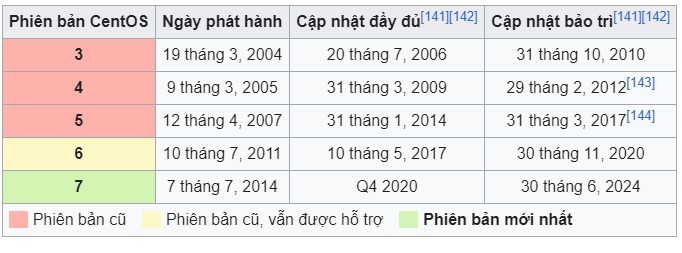 Phiên bản CentOS Ngày phát hành Cập nhật đầy đủ[141][142] Cập nhật bảo trì[141][142]
3 19 tháng 3, 2004 20 tháng 7, 2006 31 tháng 10, 2010
4 9 tháng 3, 2005 31 tháng 3, 2009 29 tháng 2, 2012[143]
5 12 tháng 4, 2007 31 tháng 1, 2014 31 tháng 3, 2017[144]
6 10 tháng 7, 2011 10 tháng 5, 2017 30 tháng 11, 2020
7 7 tháng 7, 2014 Q4 2020 30 tháng 6, 2024
Phiên bản cũ Phiên bản cũ, vẫn được hỗ trợ Phiên bản mới nhất